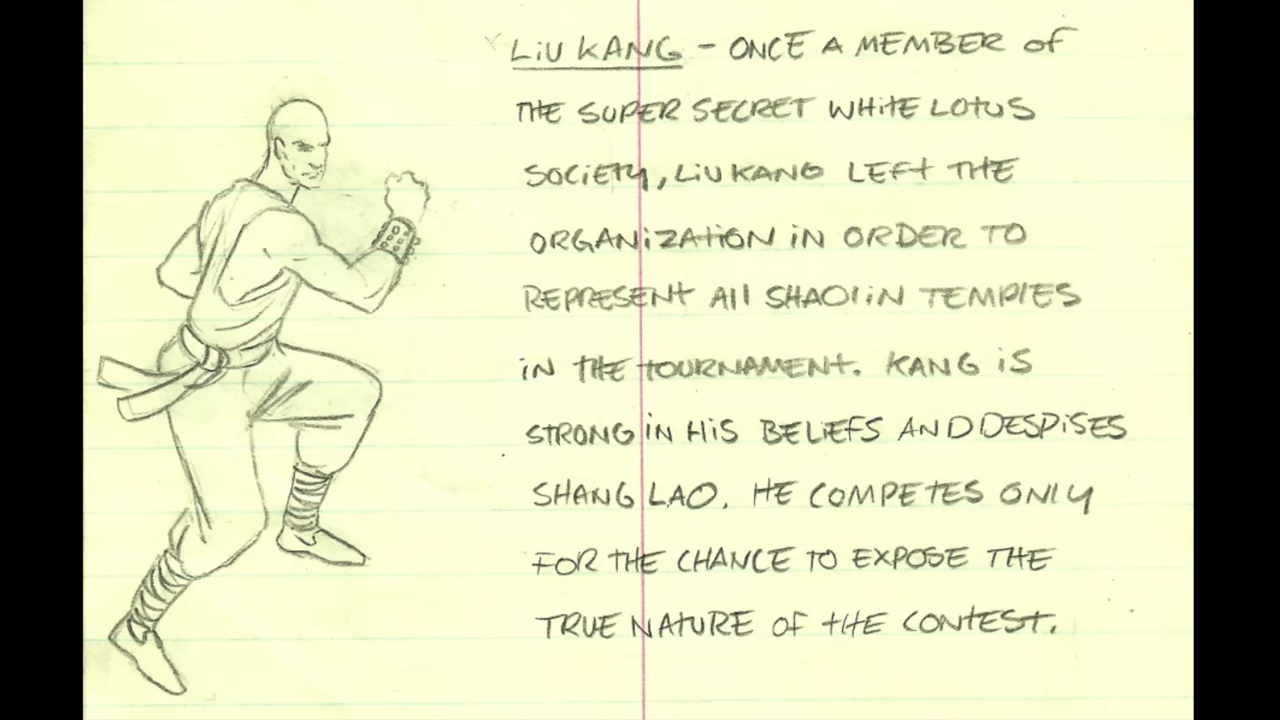 LiU KANG - ONCE A MEMBER of
THE SUPER SECRET WHITE LOTUS
SOCIETY, LIU KANG LEFT THE
ORGANIZATION IN ORDER TO
REPRESENT All SHAOliN TEMPlES
IN THE TOURNAMENT. KANG IS
STRONG IN HIS BELIEFS AND DESPISES
SHANG LAO. HE COMPETES ONlY
FOR THE CHANCE TO EXPOSE THE
TRUE NATURE Of THE CONTEST.